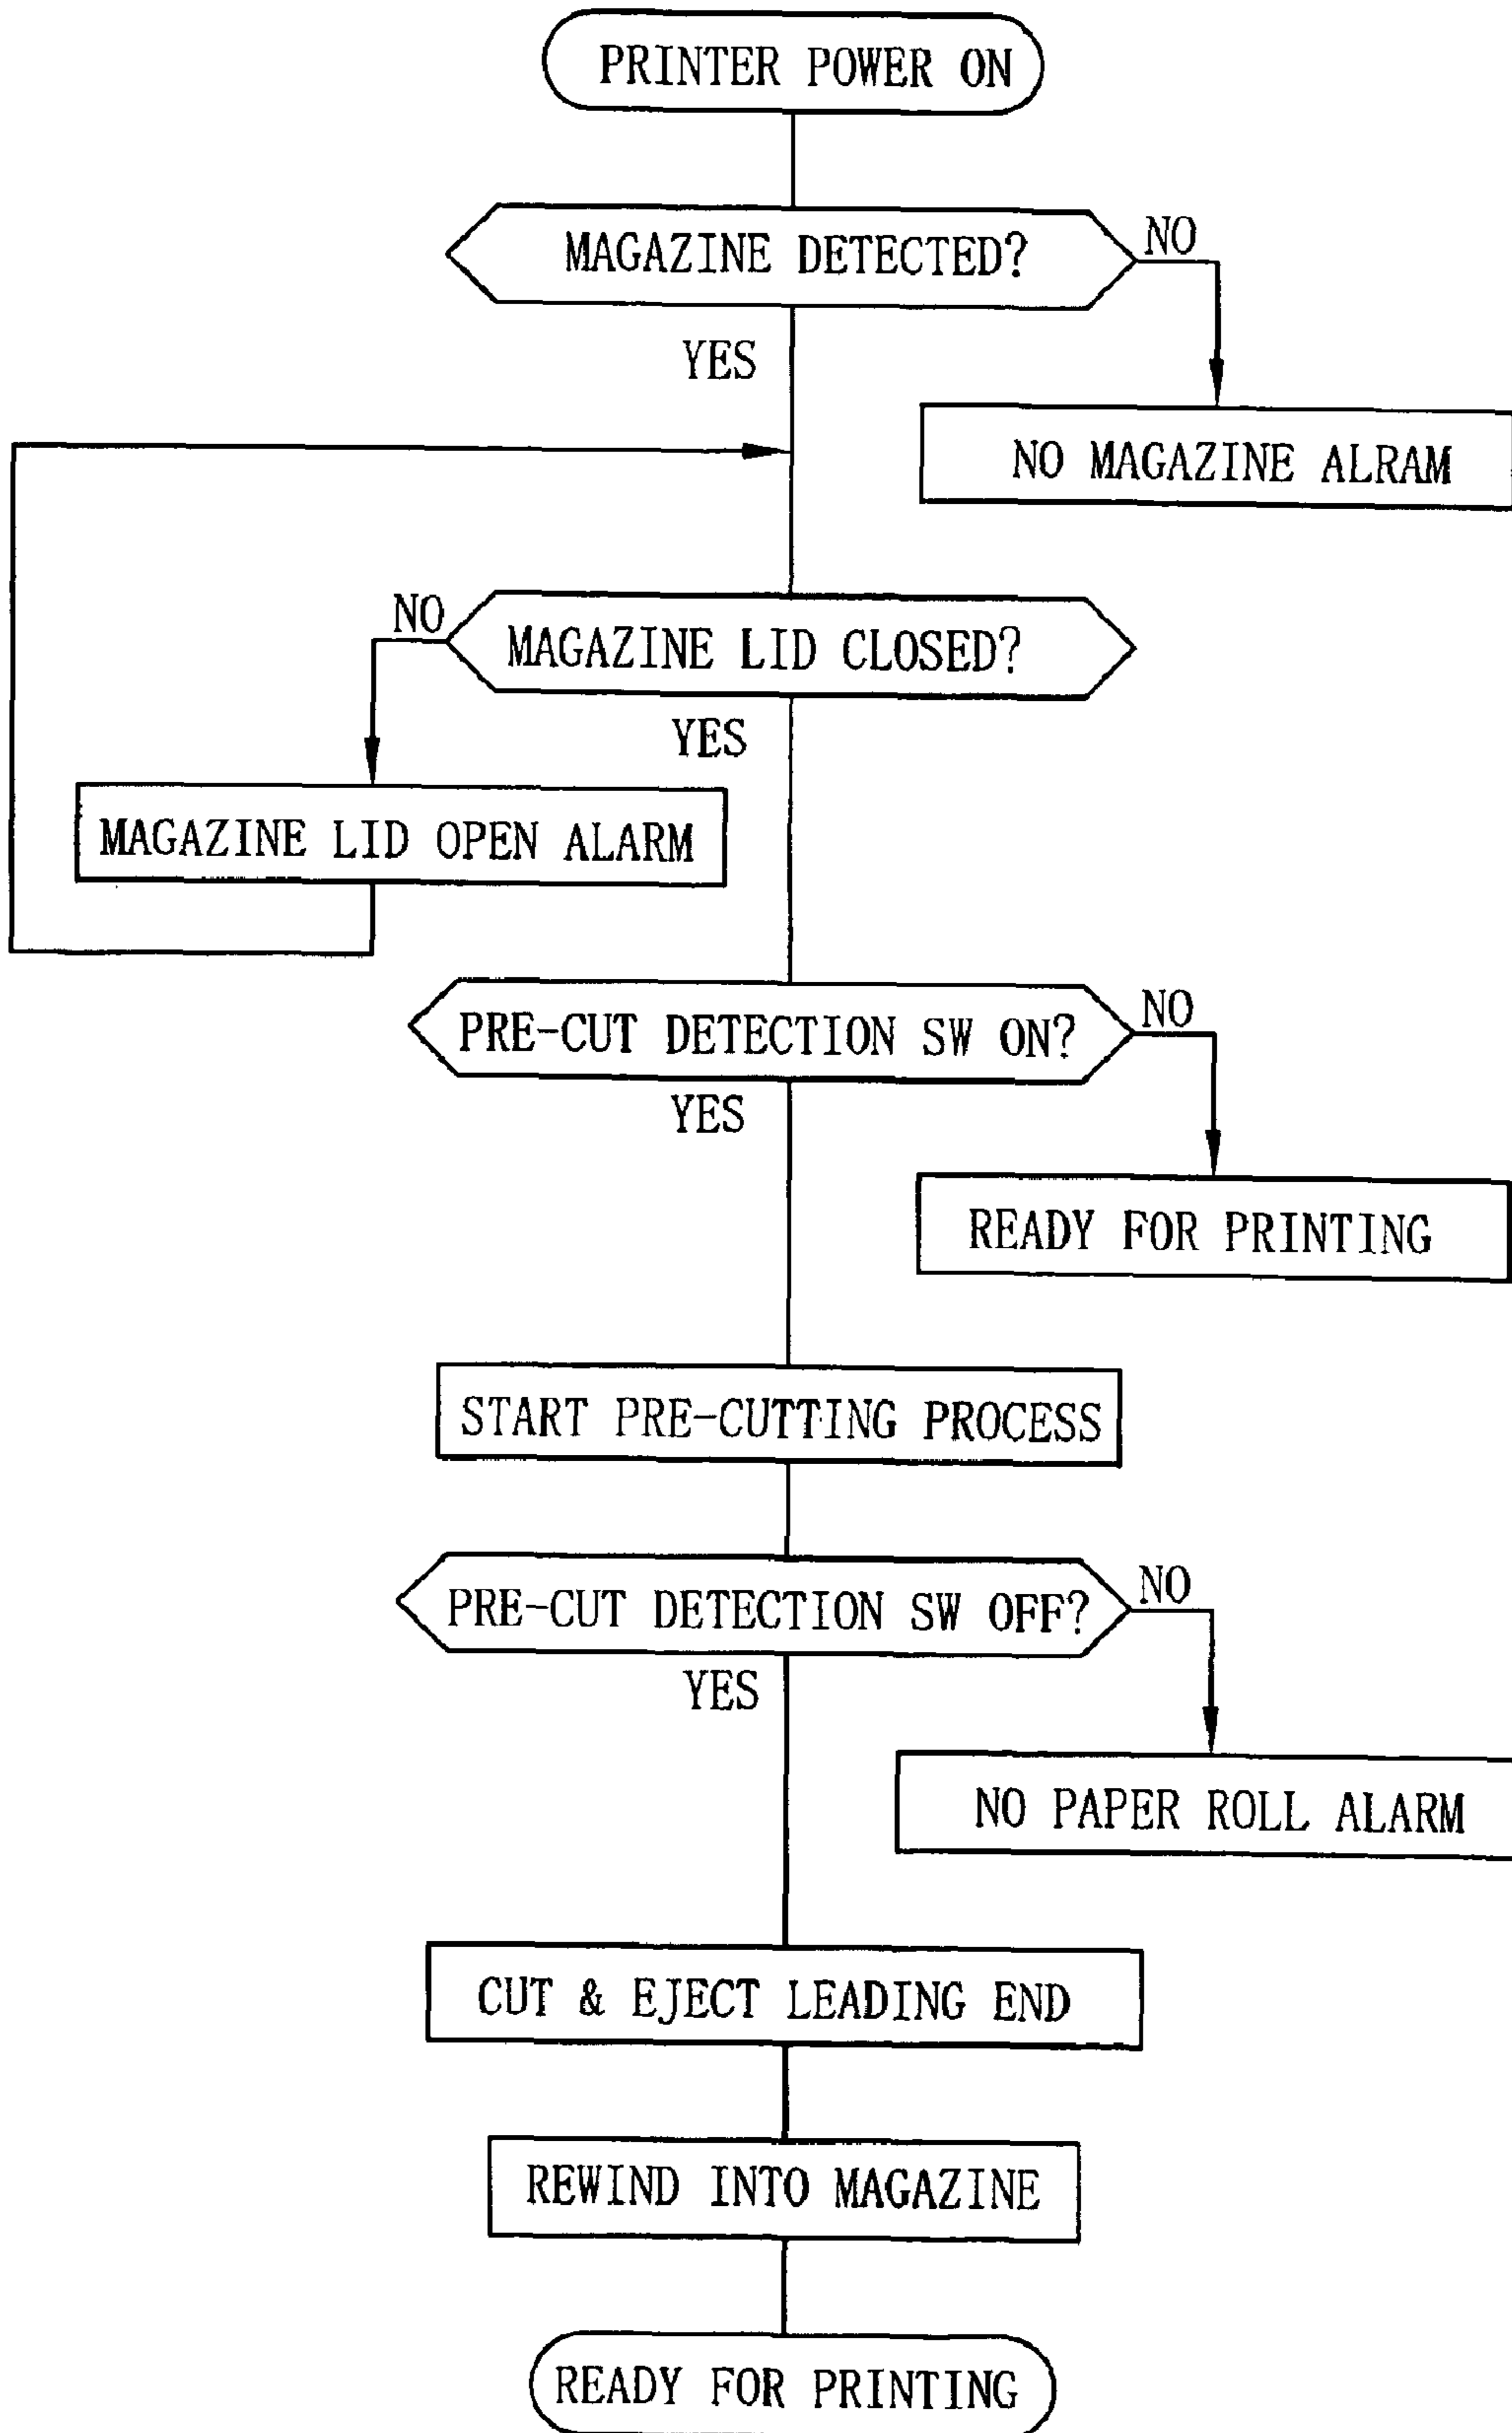 PRINTER POWER ON
MAGAZINE DETECTED?
NO
YES
NO MAGAZINE ALRAM
NO
MAGAZINE LID CLOSED?
YES
MAGAZINE LID OPEN ALARM
PRE-CUT DETECTION SW ON?
NO
YES
READY FOR PRINTING
START PRE-CUTTING PROCESS
PRE-CUT DETECTION SW OFF?
NO
YES
NO PAPER ROLL ALARM
CUT & EJECT LEADING END
REWIND INTO MAGAZINE
READY FOR PRINTING